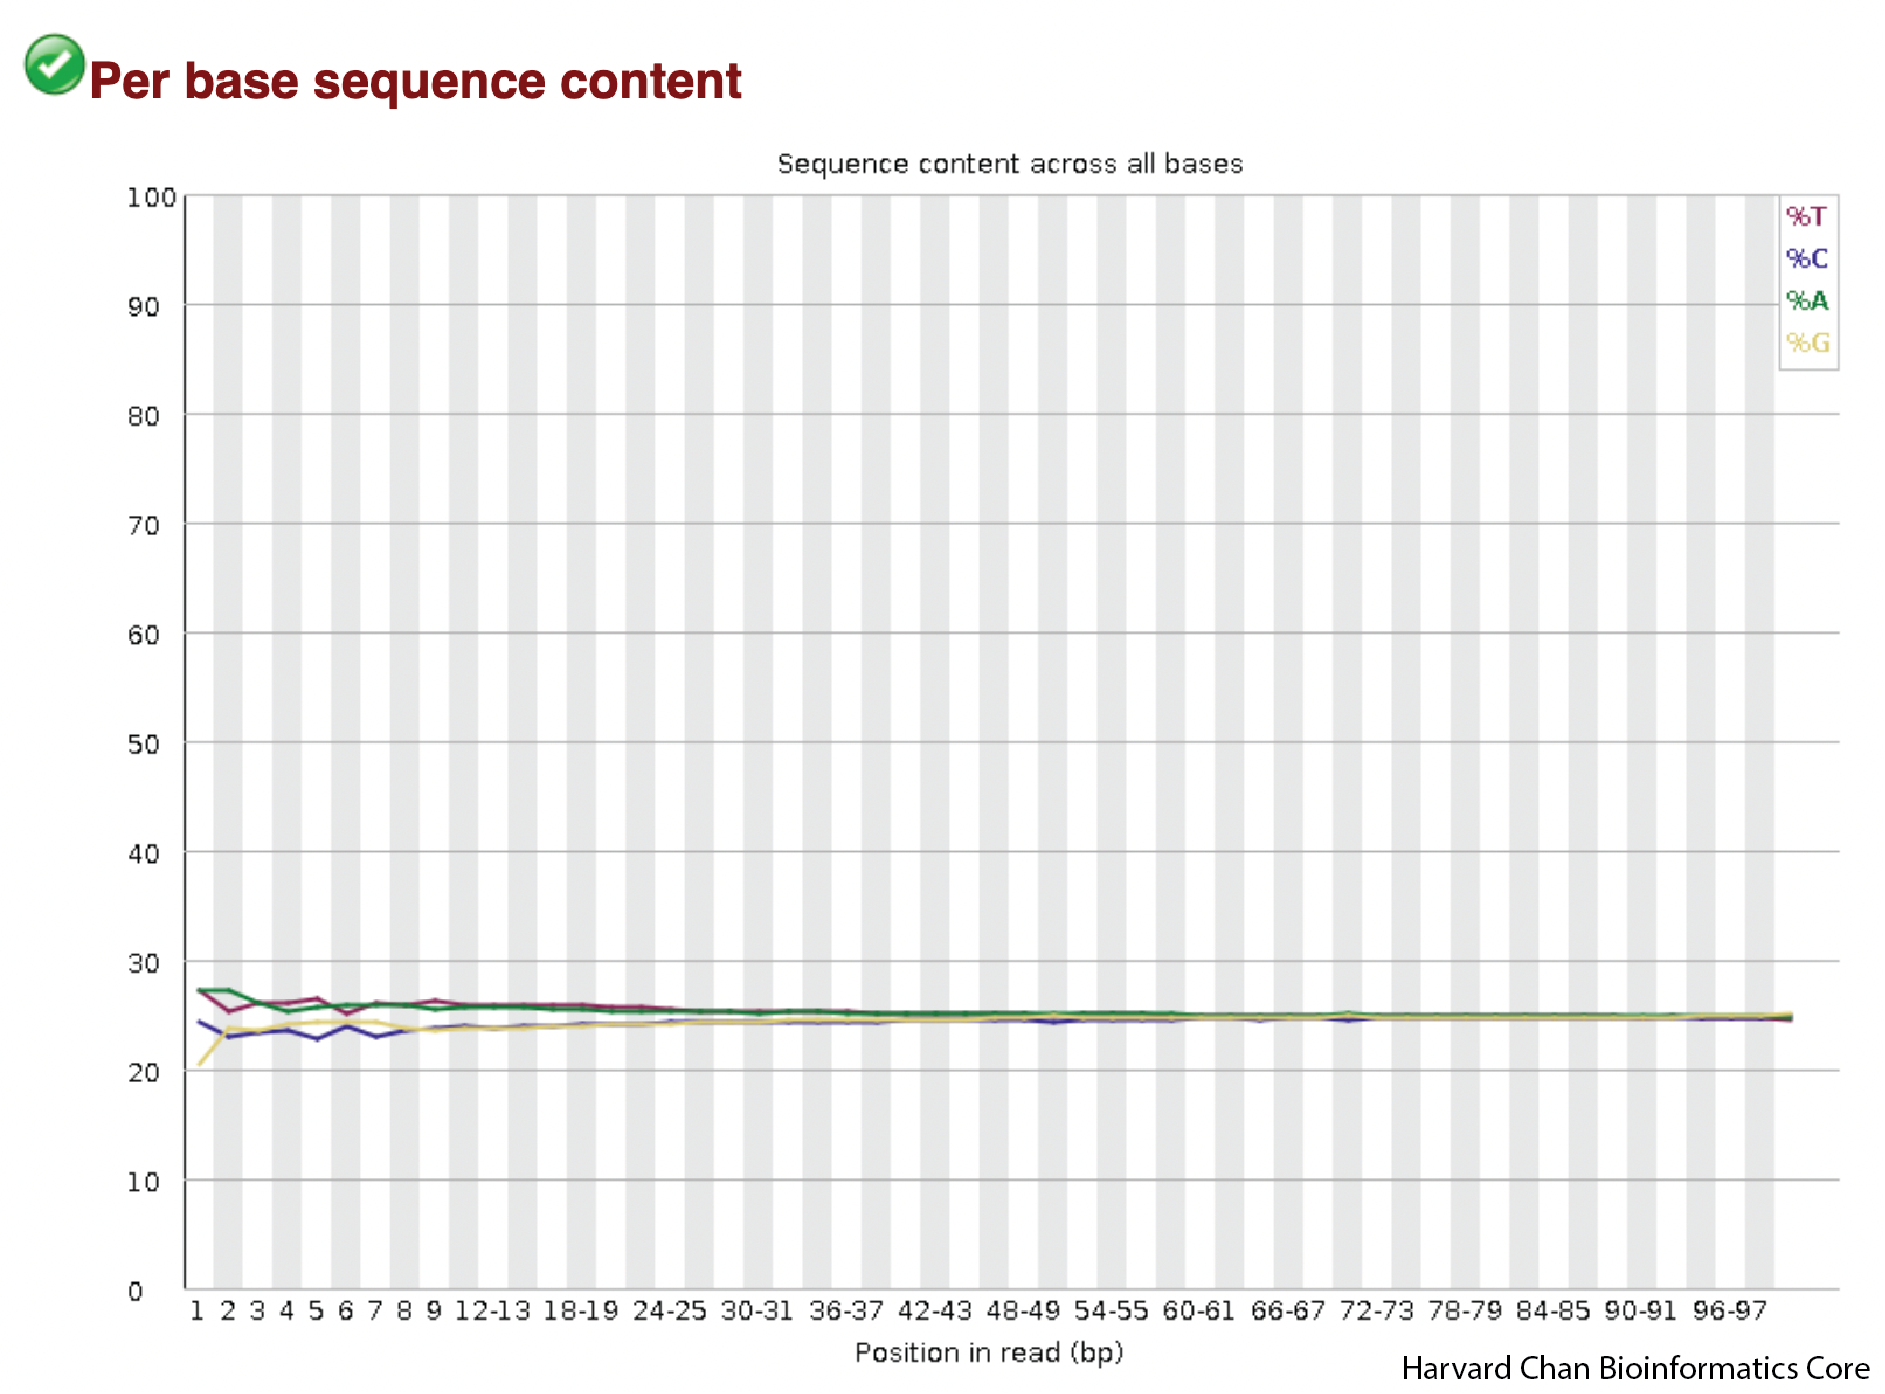 Per base sequence content
Sequence content across all bases
100
90
80
70
60
50
40
30
20
10
0
%T
%C
%A
%G
1 2 3 4 5 6 7 8 9 12-13 18-19 24-25 30-31 36-37 42-43 48-49 54-55 60-61 66-67 72-73 78-79 84-85 90-91 96-97
Position in read (bp)
Harvard Chan Bioinformatics Core